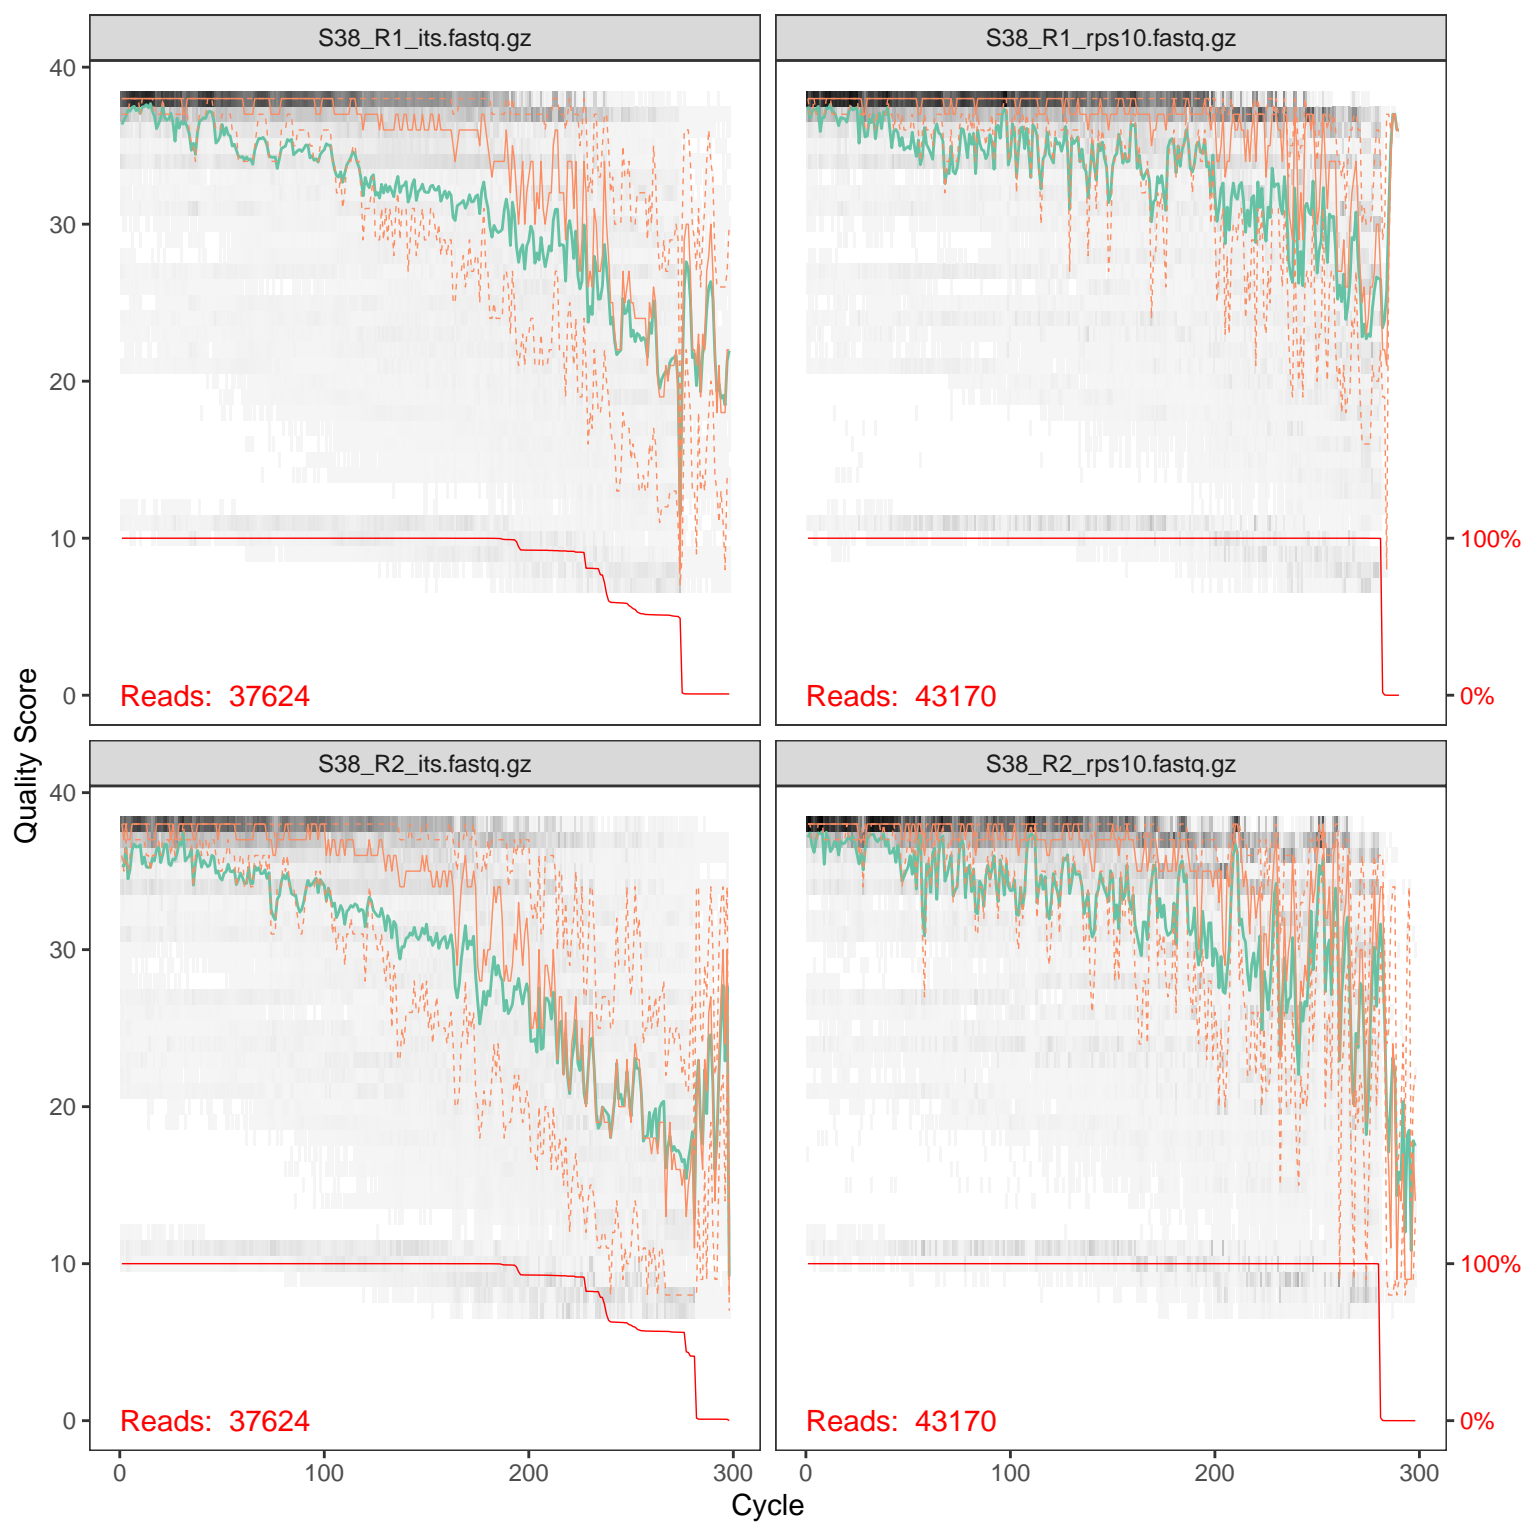 S38_R1_its.fastq.gz
S38_R1_rps10.fastq.gz
40
30
20
10
0
Reads: 37624
Reads: 43170
100%
0%
Quality Score
S38_R2_its.fastq.gz
S38_R2_rps10.fastq.gz
40
30
20
10
0
Reads: 37624
Reads: 43170
100%
0%
0 100 200 300
0 100 200 300
Cycle